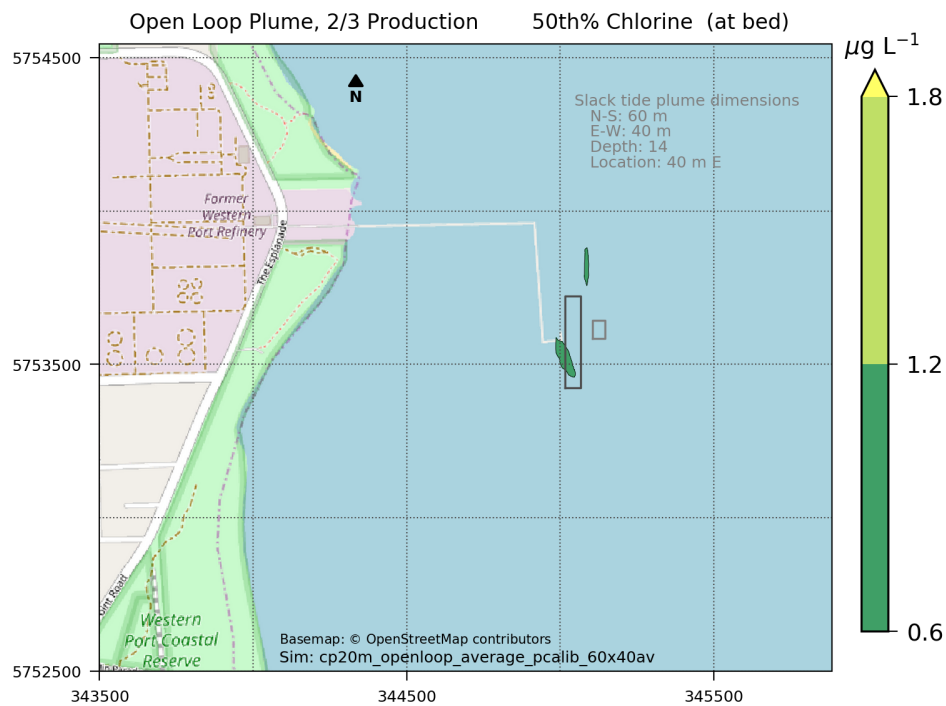 Open Loop Plume, 2/3 Production 50th% Chlorine (at bed)
μg L⁻¹
5754500
N
1.8
Slack tide plume dimensions
N-S: 60 m
E-W: 40 m
Depth: 14
Location: 40 m E
Former
Western
Port Refinery
The Esplanade
5753500
1.2
Western
Port Coastal
Reserve
Basemap: © OpenStreetMap contributors
Sim: cp20m_openloop_average_pcalib_60x40av
0.6
5752500
343500
344500
345500